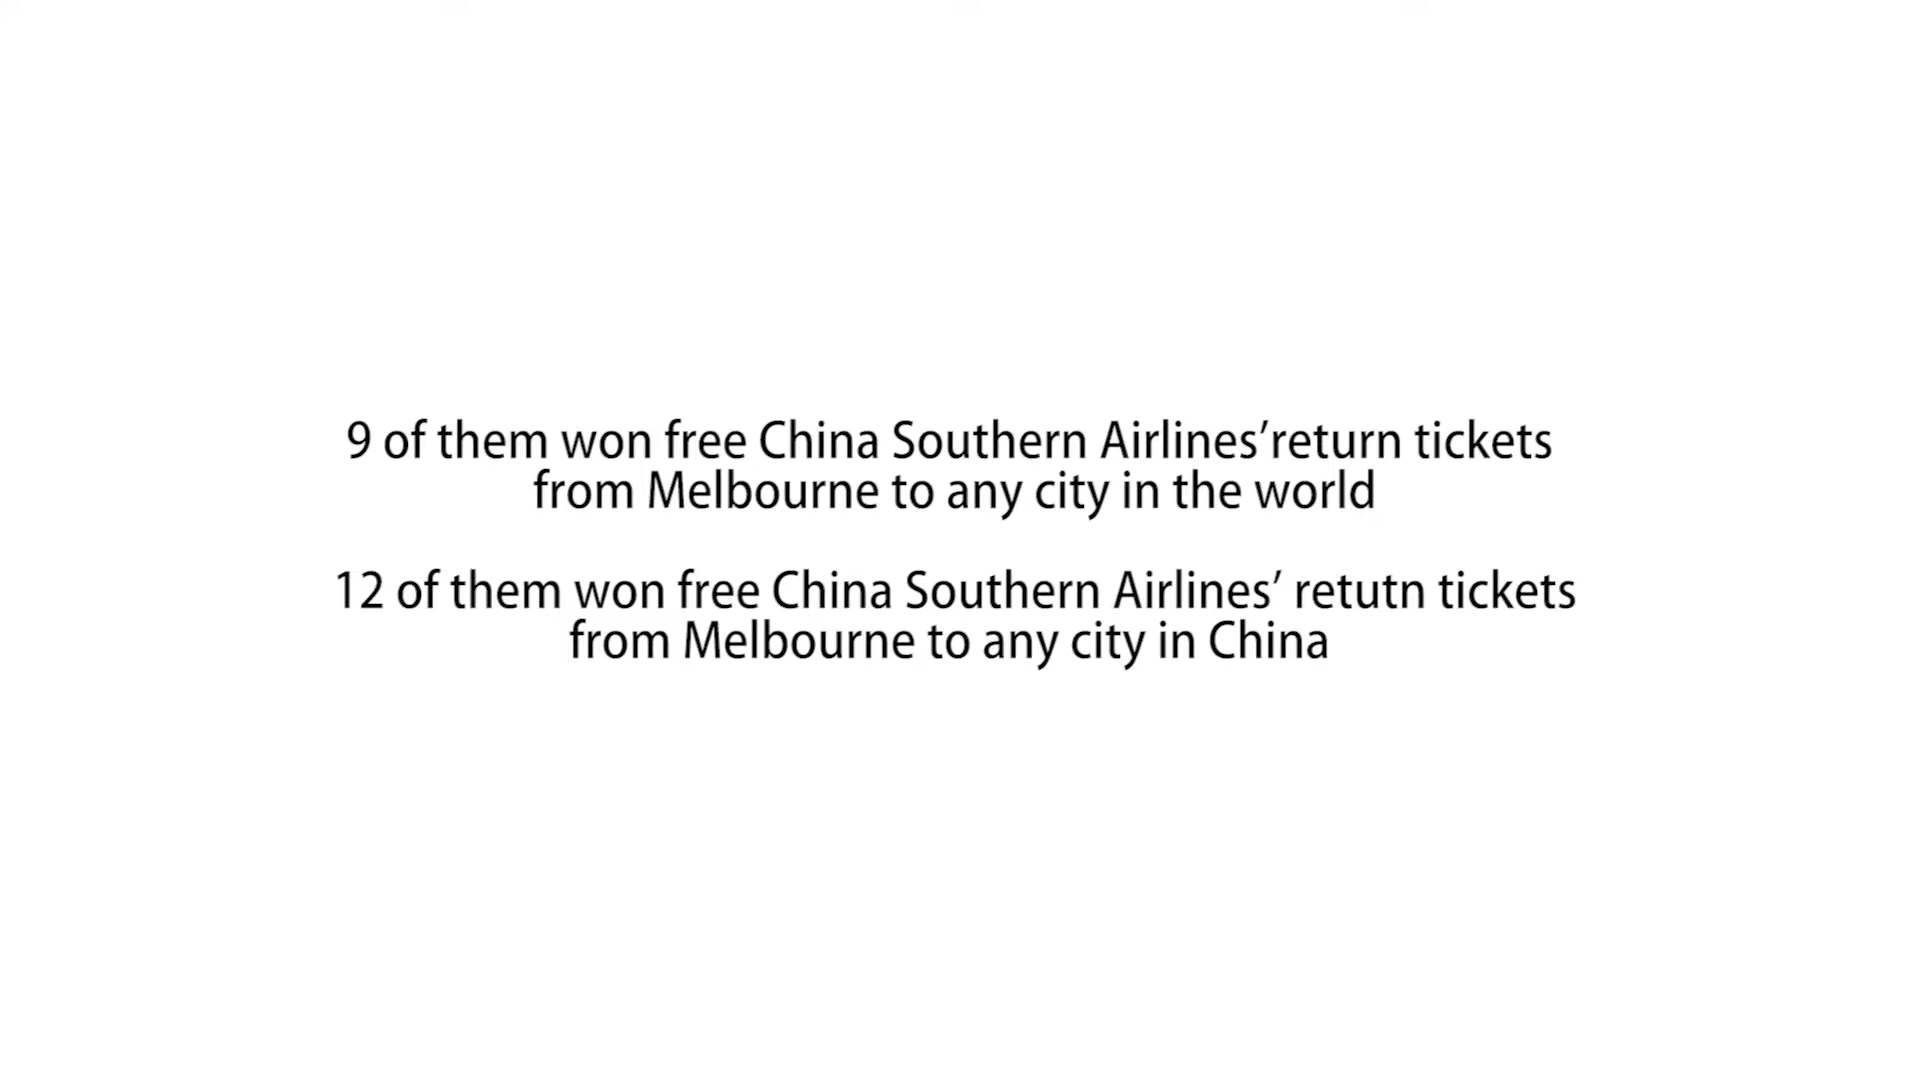 9 of them won free China Southern Airlines’return tickets
from Melbourne to any city in the world
12 of them won free China Southern Airlines’ retutn tickets
from Melbourne to any city in China